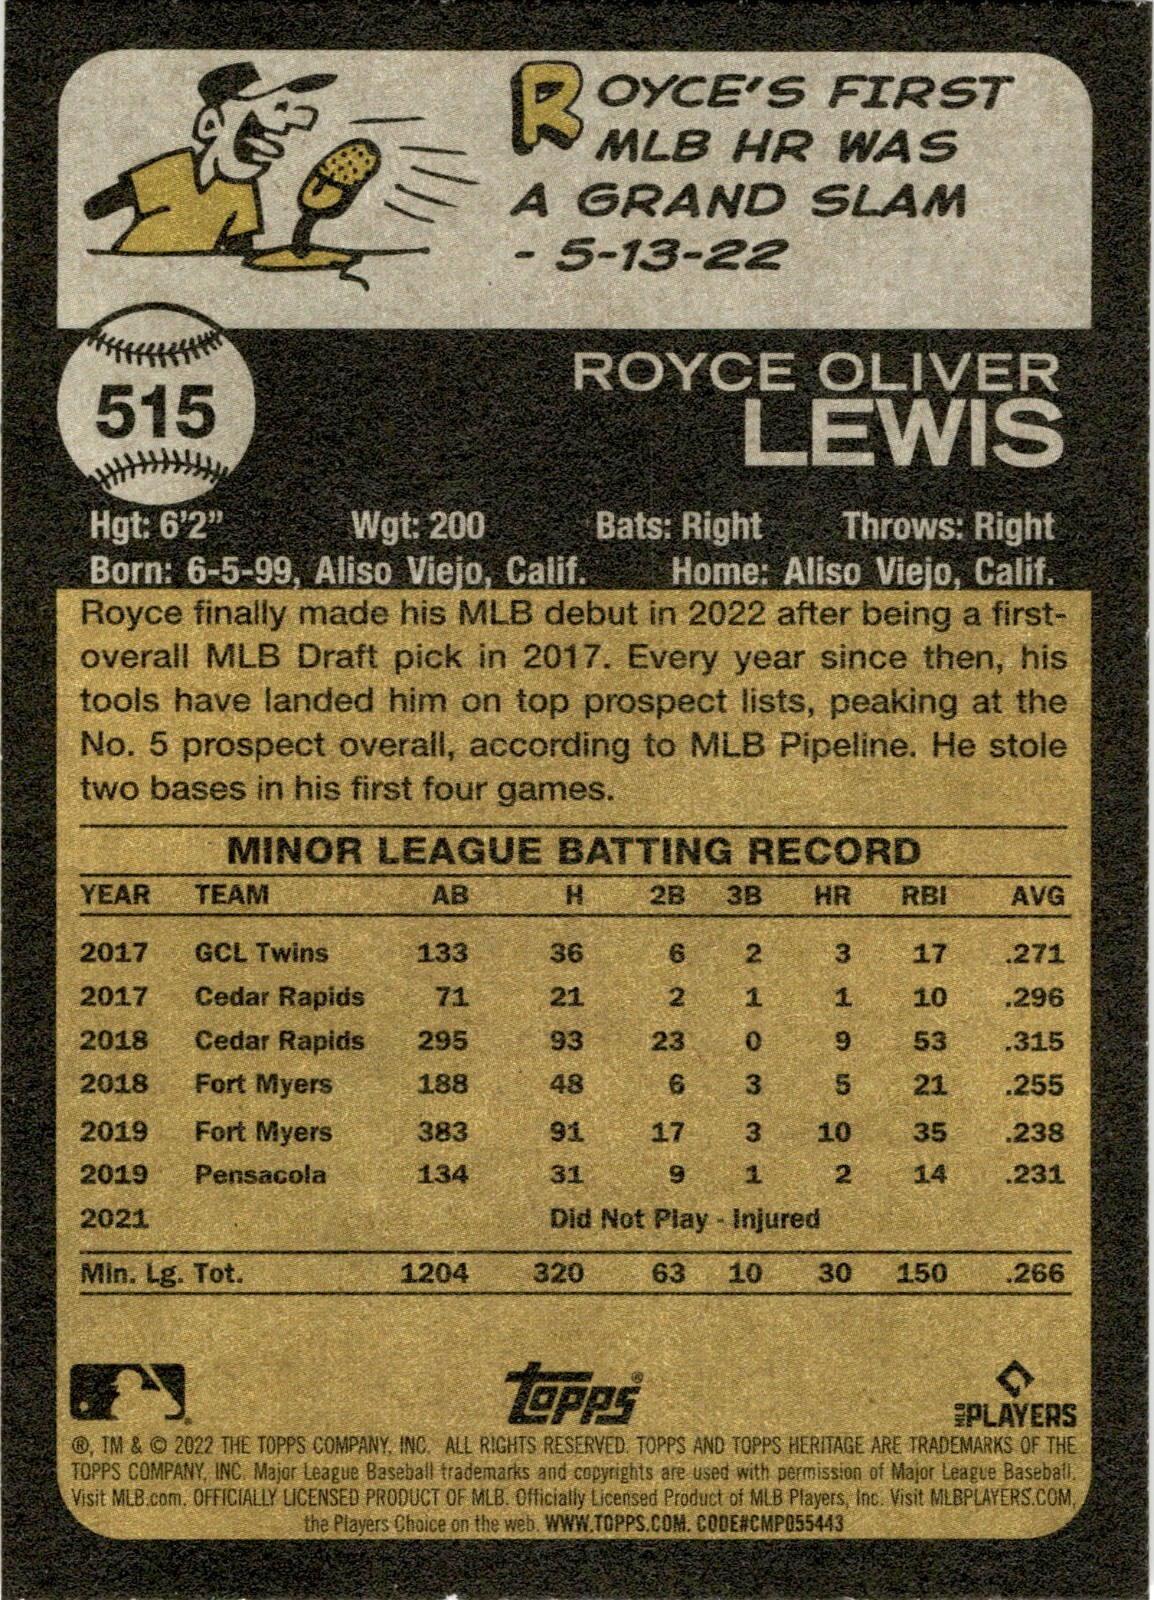 ROYCE'S FIRST
MLB HR WAS
A GRAND SLAM
- 5-13-22
515
ROYCE OLIVER
LEWIS
Hgt: 6'2" Wgt: 200 Bats: Right Throws: Right
Born: 6-5-99, Aliso Viejo, Calif. Home: Aliso Viejo, Calif.
Royce finally made his MLB debut in 2022 after being a first-
overall MLB Draft pick in 2017. Every year since then, his
tools have landed him on top prospect lists, peaking at the
No. 5 prospect overall, according to MLB Pipeline. He stole
two bases in his first four games.
MINOR LEAGUE BATTING RECORD
YEAR TEAM AB H 2B 3B HR RBI AVG
2017 GCL Twins 133 36 6 2 3 17 .271
2017 Cedar Rapids 71 21 2 1 1 10 .296
2018 Cedar Rapids 295 93 23 0 9 53 .315
2018 Fort Myers 188 48 6 3 5 21 .255
2019 Fort Myers 383 91 17 3 10 35 .238
2019 Pensacola 134 31 9 1 2 14 .231
2021 Did Not Play - Injured
Min. Lg. Tot. 1204 320 63 10 30 150 .266
topps® MLB PLAYERS
®, TM & © 2022 THE TOPPS COMPANY, INC. ALL RIGHTS RESERVED. TOPPS AND TOPPS HERITAGE ARE TRADEMARKS OF THE
TOPPS COMPANY, INC. Major League Baseball trademarks and copyrights are used with permission of Major League Baseball.
Visit MLB.com. OFFICIALLY LICENSED PRODUCT OF MLB. Officially Licensed Product of MLB Players, Inc. Visit MLBPLAYERS.COM,
the Players Choice on the web. WWW.TOPPS.COM. CODE#CMP055443